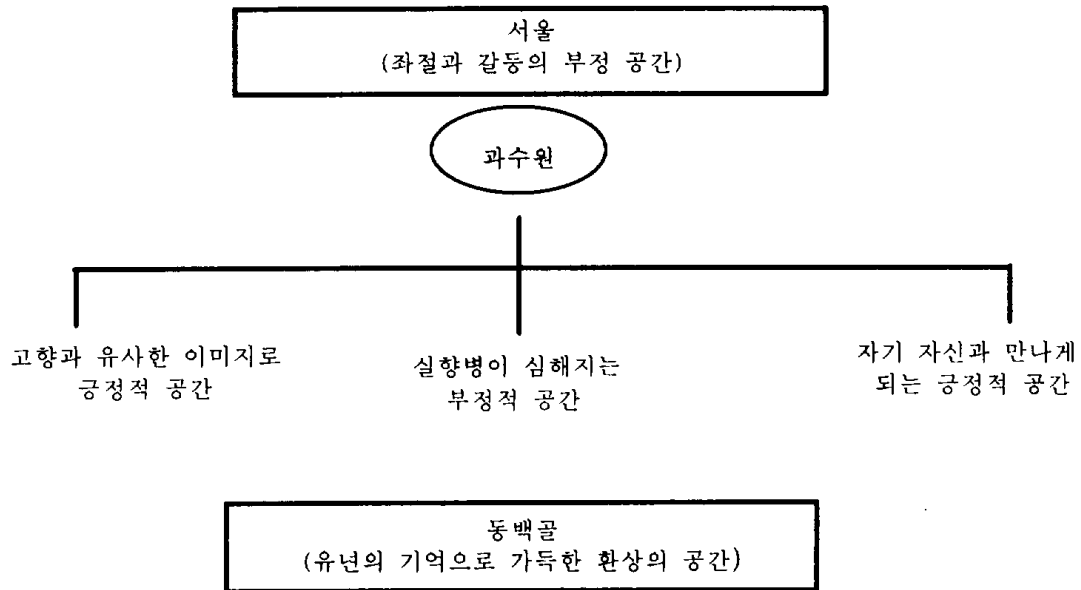 서울
(좌절과 갈등의 부정 공간)
과수원
고향과 유사한 이미지로
긍정적 공간
실향병이 심해지는
부정적 공간
자기 자신과 만나게
되는 긍정적 공간
동백골
(유년의 기억으로 가득한 환상의 공간)